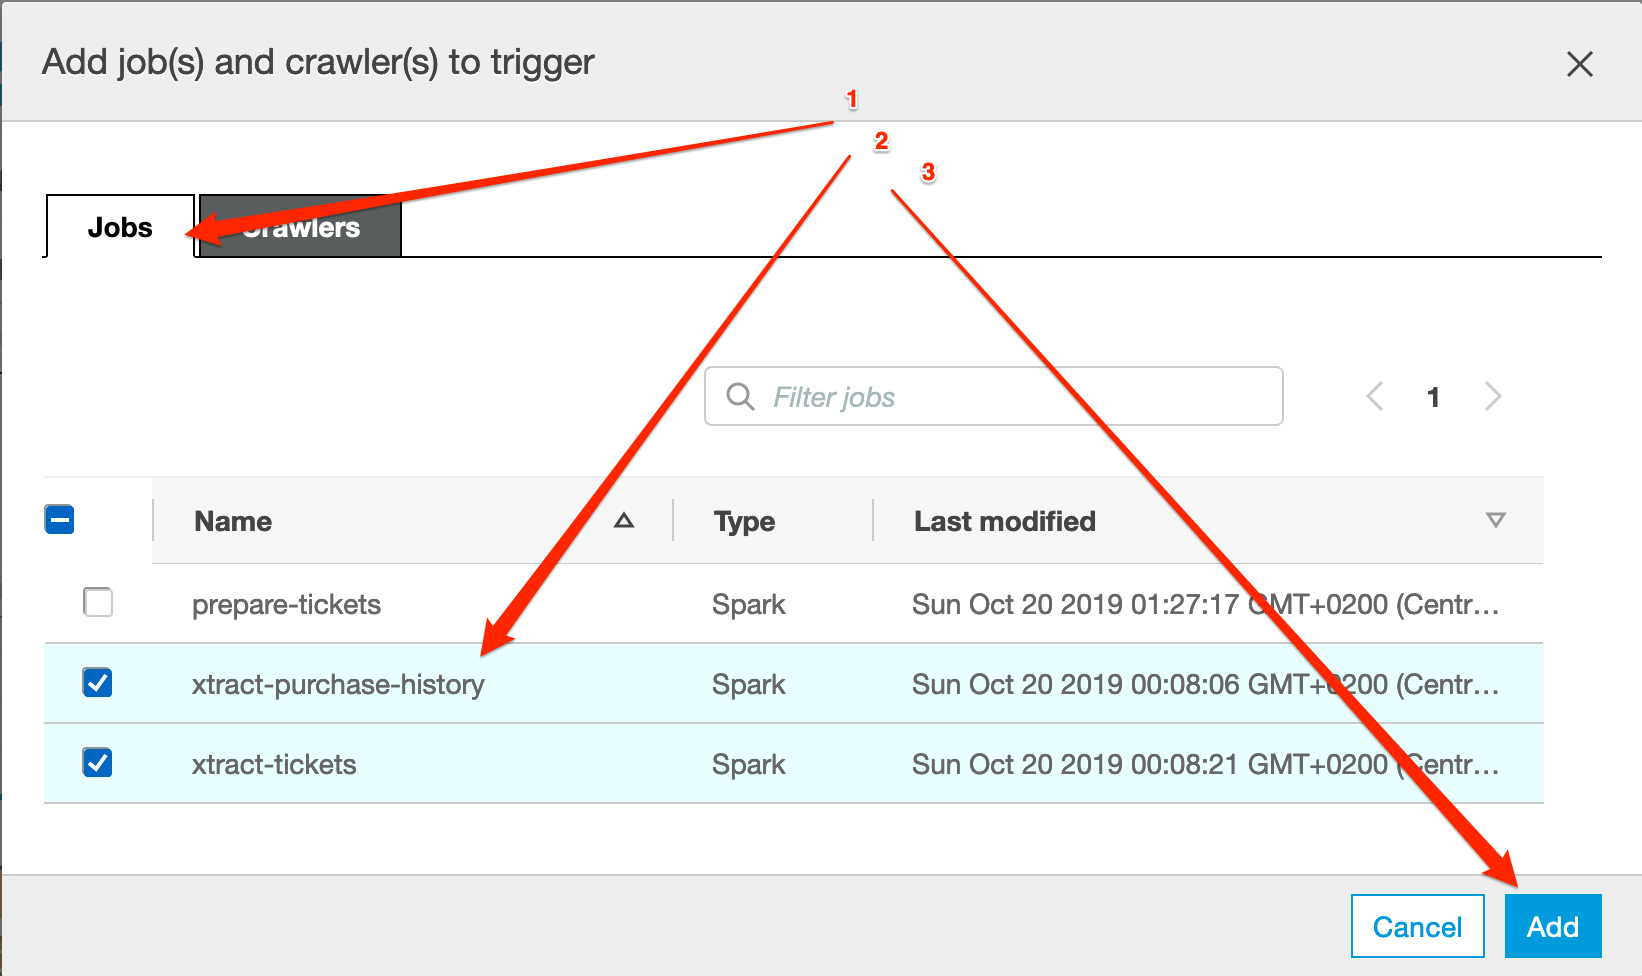 Add job(s) and crawler(s) to trigger
1
2
3
Jobs Crawlers
Filter jobs 1
Name Type Last modified
prepare-tickets Spark Sun Oct 20 2019 01:27:17 GMT+0200 (Centr...
xtract-purchase-history Spark Sun Oct 20 2019 00:08:06 GMT+0200 (Centr...
xtract-tickets Spark Sun Oct 20 2019 00:08:21 GMT+0200 (Centr...
Cancel Add